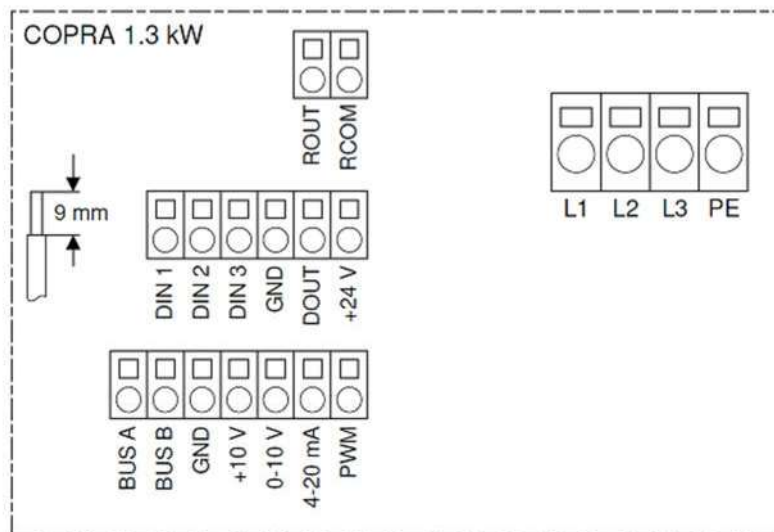 COPRA 1.3 kW
ROUT
RCOM
L1 L2 L3 PE
9 mm
DIN 1
DIN 2
DIN 3
GND
DOUT
+24 V
BUS A
BUS B
GND
+10 V
0-10 V
4-20 mA
PWM